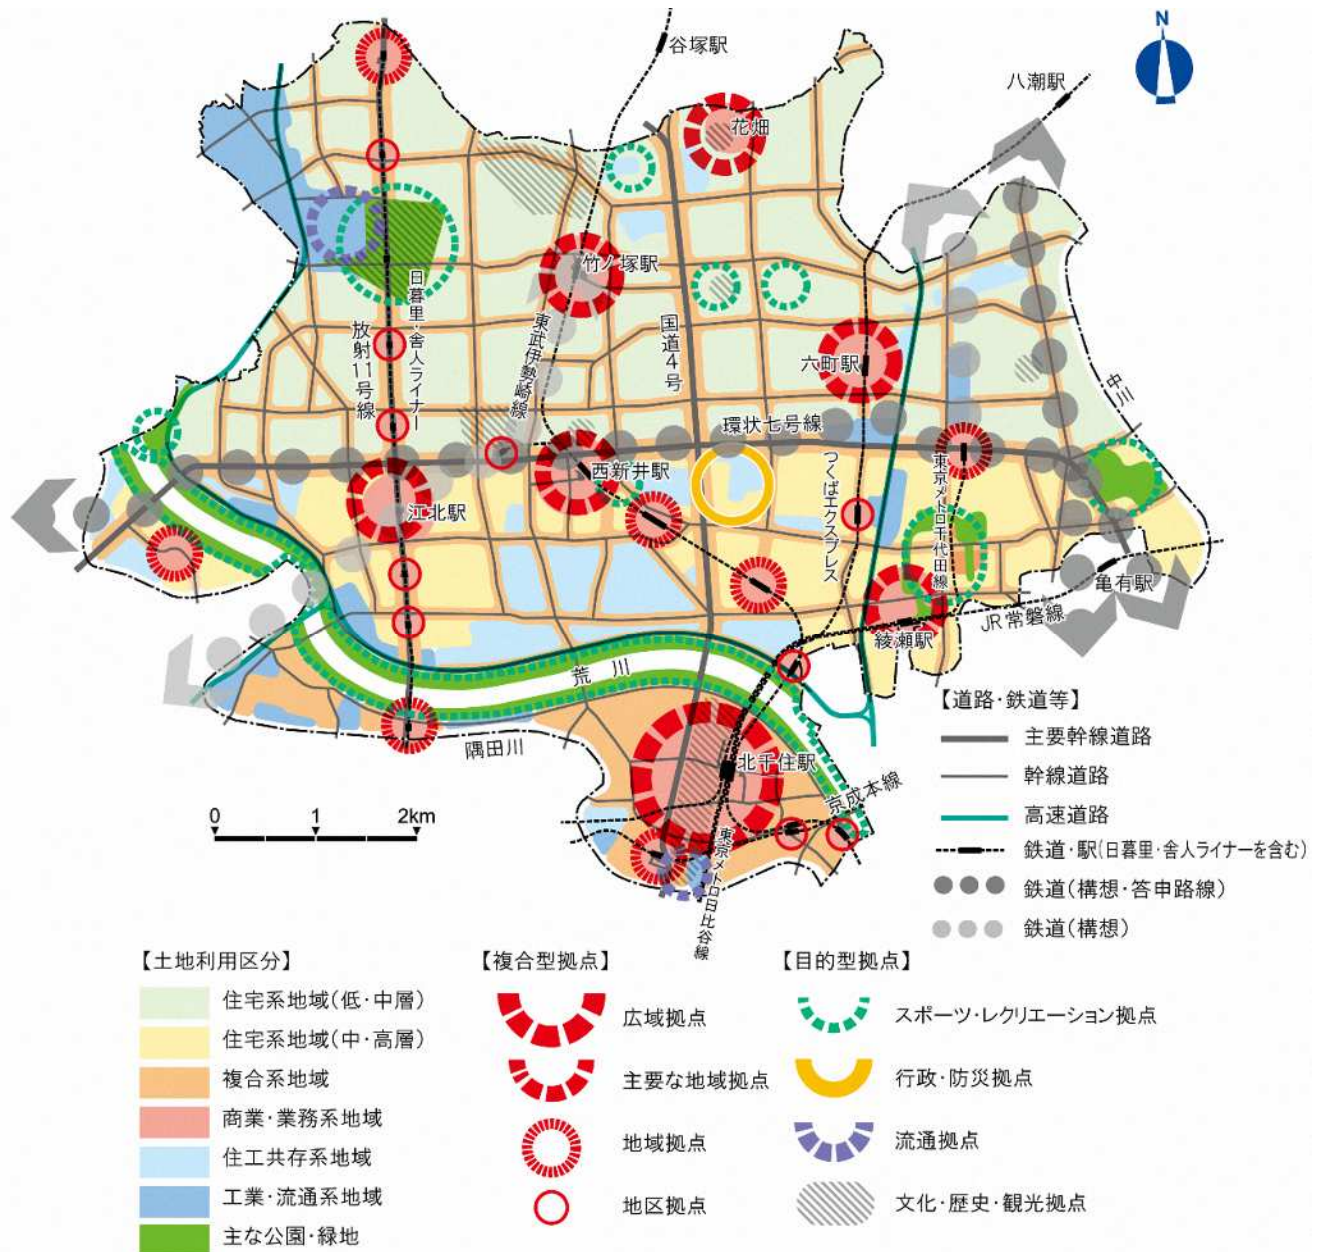 N
谷塚駅
八潮駅
花畑
竹ノ塚駅
日暮里・舎人ライナー
放射11号線
東武伊勢崎線
国道4号
六町駅
中川
環状七号線
西新井駅
江北駅
つくばエクスプレス
東京メトロ千代田線
亀有駅
JR常磐線
綾瀬駅
荒川
隅田川
北千住駅
京成本線
東京メトロ日比谷線
0 1 2km
【道路・鉄道等】
主要幹線道路
幹線道路
高速道路
鉄道・駅(日暮里・舎人ライナーを含む)
鉄道(構想・答申路線)
鉄道(構想)
【土地利用区分】
住宅系地域(低・中層)
住宅系地域(中・高層)
複合系地域
商業・業務系地域
住工共存系地域
工業・流通系地域
主な公園・緑地
【複合型拠点】
広域拠点
主要な地域拠点
地域拠点
地区拠点
【目的型拠点】
スポーツ・レクリエーション拠点
行政・防災拠点
流通拠点
文化・歴史・観光拠点